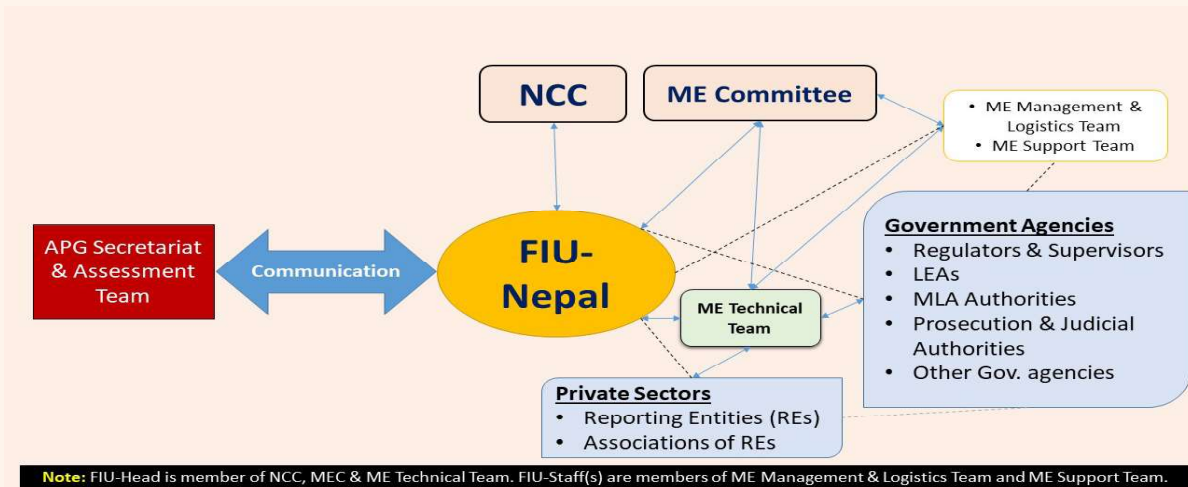 NCC
ME Committee
• ME Management &
Logistics Team
• ME Support Team
APG Secretariat
& Assessment
Team
Communication
FIU-
Nepal
ME Technical
Team
Government Agencies
• Regulators & Supervisors
• LEAs
• MLA Authorities
• Prosecution & Judicial
Authorities
• Other Gov. agencies
Private Sectors
• Reporting Entities (REs)
• Associations of REs
Note: FIU-Head is member of NCC, MEC & ME Technical Team. FIU-Staff(s) are members of ME Management & Logistics Team and ME Support Team.